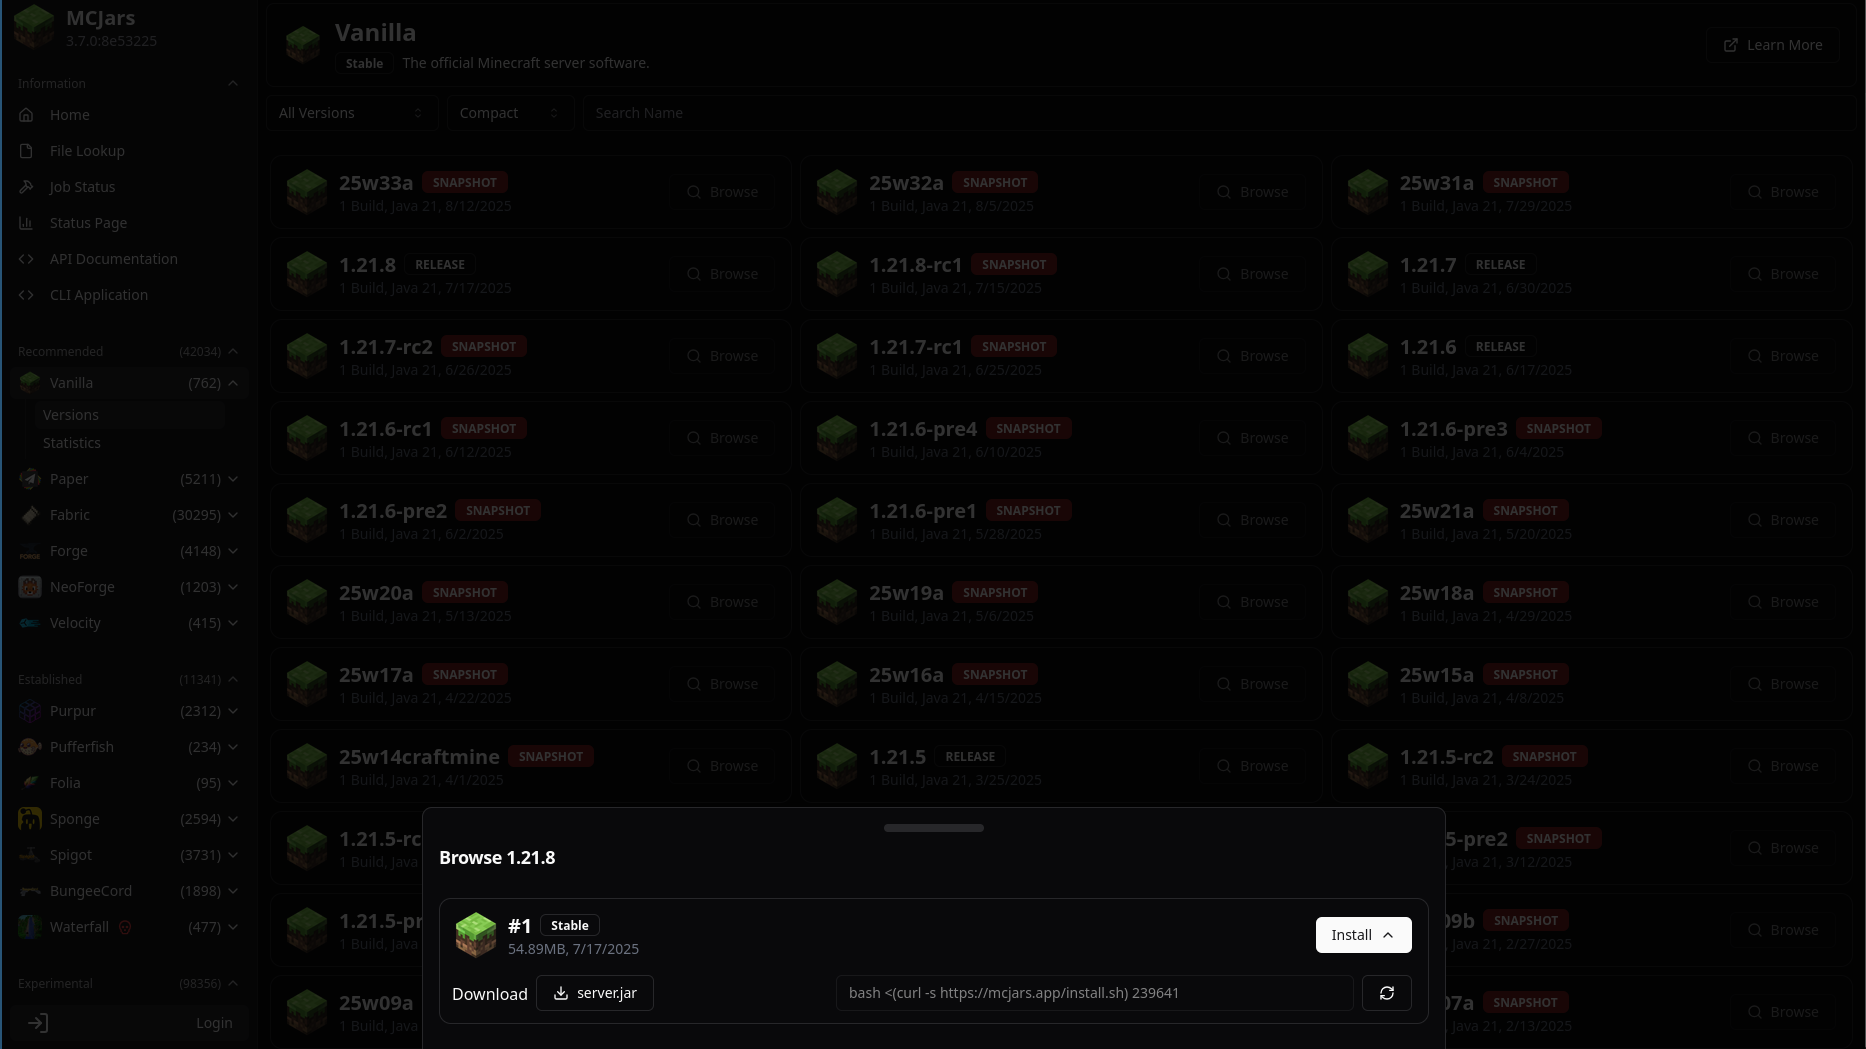 MCJars
3.7.0:8e53225
Information
Home
File Lookup
Job Status
Status Page
API Documentation
CLI Application
Recommended (42034)
Vanilla (762)
Versions
Statistics
Paper (5211)
Fabric (30295)
Forge (4148)
NeoForge (1203)
Velocity (415)
Established (11341)
Purpur (2312)
Pufferfish (234)
Folia (95)
Sponge (2594)
Spigot (3731)
BungeeCord (1898)
Waterfall (477)
Experimental (98356)
Login
Vanilla
Stable The official Minecraft server software.
Learn More
All Versions Compact Search Name
25w33a SNAPSHOT Browse
1 Build, Java 21, 8/12/2025
25w32a SNAPSHOT Browse
1 Build, Java 21, 8/5/2025
25w31a SNAPSHOT Browse
1 Build, Java 21, 7/29/2025
1.21.8 RELEASE Browse
1 Build, Java 21, 7/17/2025
1.21.8-rc1 SNAPSHOT Browse
1 Build, Java 21, 7/15/2025
1.21.7 RELEASE Browse
1 Build, Java 21, 6/30/2025
1.21.7-rc2 SNAPSHOT Browse
1 Build, Java 21, 6/26/2025
1.21.7-rc1 SNAPSHOT Browse
1 Build, Java 21, 6/25/2025
1.21.6 RELEASE Browse
1 Build, Java 21, 6/17/2025
1.21.6-rc1 SNAPSHOT Browse
1 Build, Java 21, 6/12/2025
1.21.6-pre4 SNAPSHOT Browse
1 Build, Java 21, 6/10/2025
1.21.6-pre3 SNAPSHOT Browse
1 Build, Java 21, 6/4/2025
1.21.6-pre2 SNAPSHOT Browse
1 Build, Java 21, 6/2/2025
1.21.6-pre1 SNAPSHOT Browse
1 Build, Java 21, 5/28/2025
25w21a SNAPSHOT Browse
1 Build, Java 21, 5/20/2025
25w20a SNAPSHOT Browse
1 Build, Java 21, 5/13/2025
25w19a SNAPSHOT Browse
1 Build, Java 21, 5/6/2025
25w18a SNAPSHOT Browse
1 Build, Java 21, 4/29/2025
25w17a SNAPSHOT Browse
1 Build, Java 21, 4/22/2025
25w16a SNAPSHOT Browse
1 Build, Java 21, 4/15/2025
25w15a SNAPSHOT Browse
1 Build, Java 21, 4/8/2025
25w14craftmine SNAPSHOT Browse
1 Build, Java 21, 4/1/2025
1.21.5 RELEASE Browse
1 Build, Java 21, 3/25/2025
1.21.5-rc2 SNAPSHOT Browse
1 Build, Java 21, 3/24/2025
1.21.5-rc
1 Build, Java
5-pre2 SNAPSHOT Browse
, Java 21, 3/12/2025
1.21.5-pr
1 Build, Java
09b SNAPSHOT Browse
, Java 21, 2/27/2025
25w09a
1 Build, Java
07a SNAPSHOT Browse
, Java 21, 2/13/2025
Browse 1.21.8
#1 Stable
54.89MB, 7/17/2025
Install
Download server.jar bash <(curl -s https://mcjars.app/install.sh) 239641